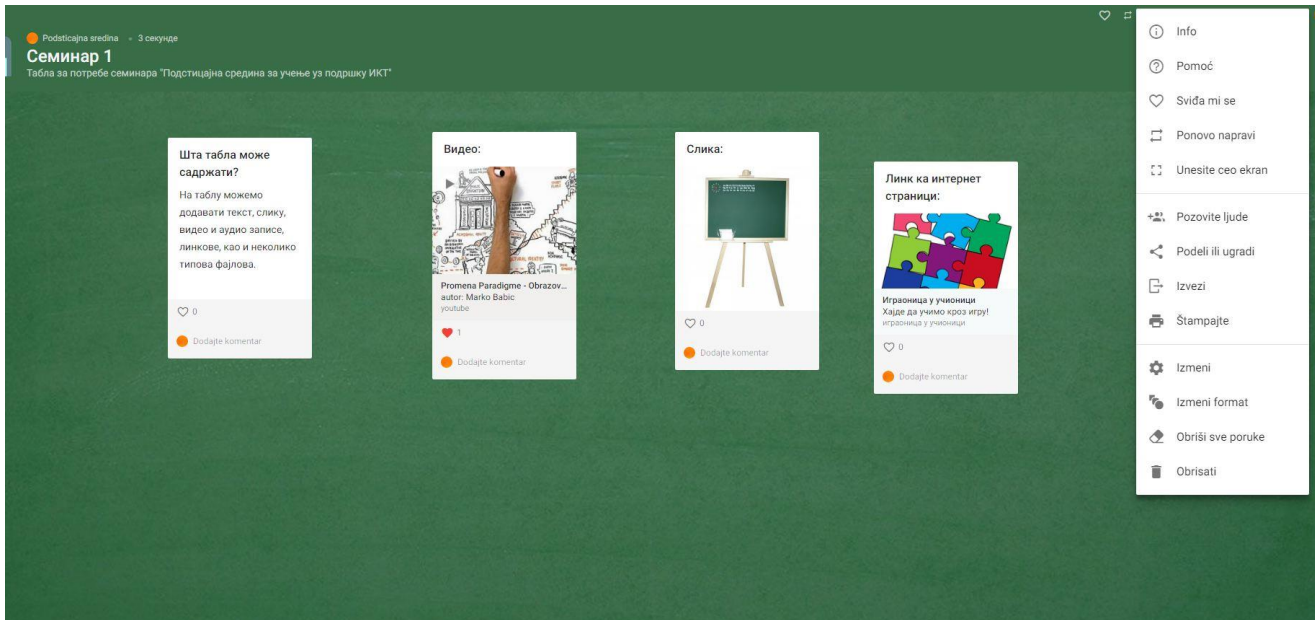 Podsticajna sredina • 3 секунде
Семинар 1
Табла за потребе семинара "Подстицајна средина за учење уз подршку ИКТ"
Шта табла може
садржати?
На таблу можемо
додавати текст, слику,
видео и аудио записе,
линкове, као и неколико
типова фајлова.
0
Dodajte komentar
Видео:
Promena Paradigme - Obrazov...
autor: Marko Babic
youtube
1
Dodajte komentar
Слика:
0
Dodajte komentar
Линк ка интернет
страници:
Играоница у учионици
Хајде да учимо кроз игру!
играоница у учионици
0
Dodajte komentar
Info
Pomoć
Sviđa mi se
Ponovo napravi
Unesite ceo ekran
Pozovite ljude
Podeli ili ugradi
Izvezi
Štampajte
Izmeni
Izmeni format
Obriši sve poruke
Obrisati